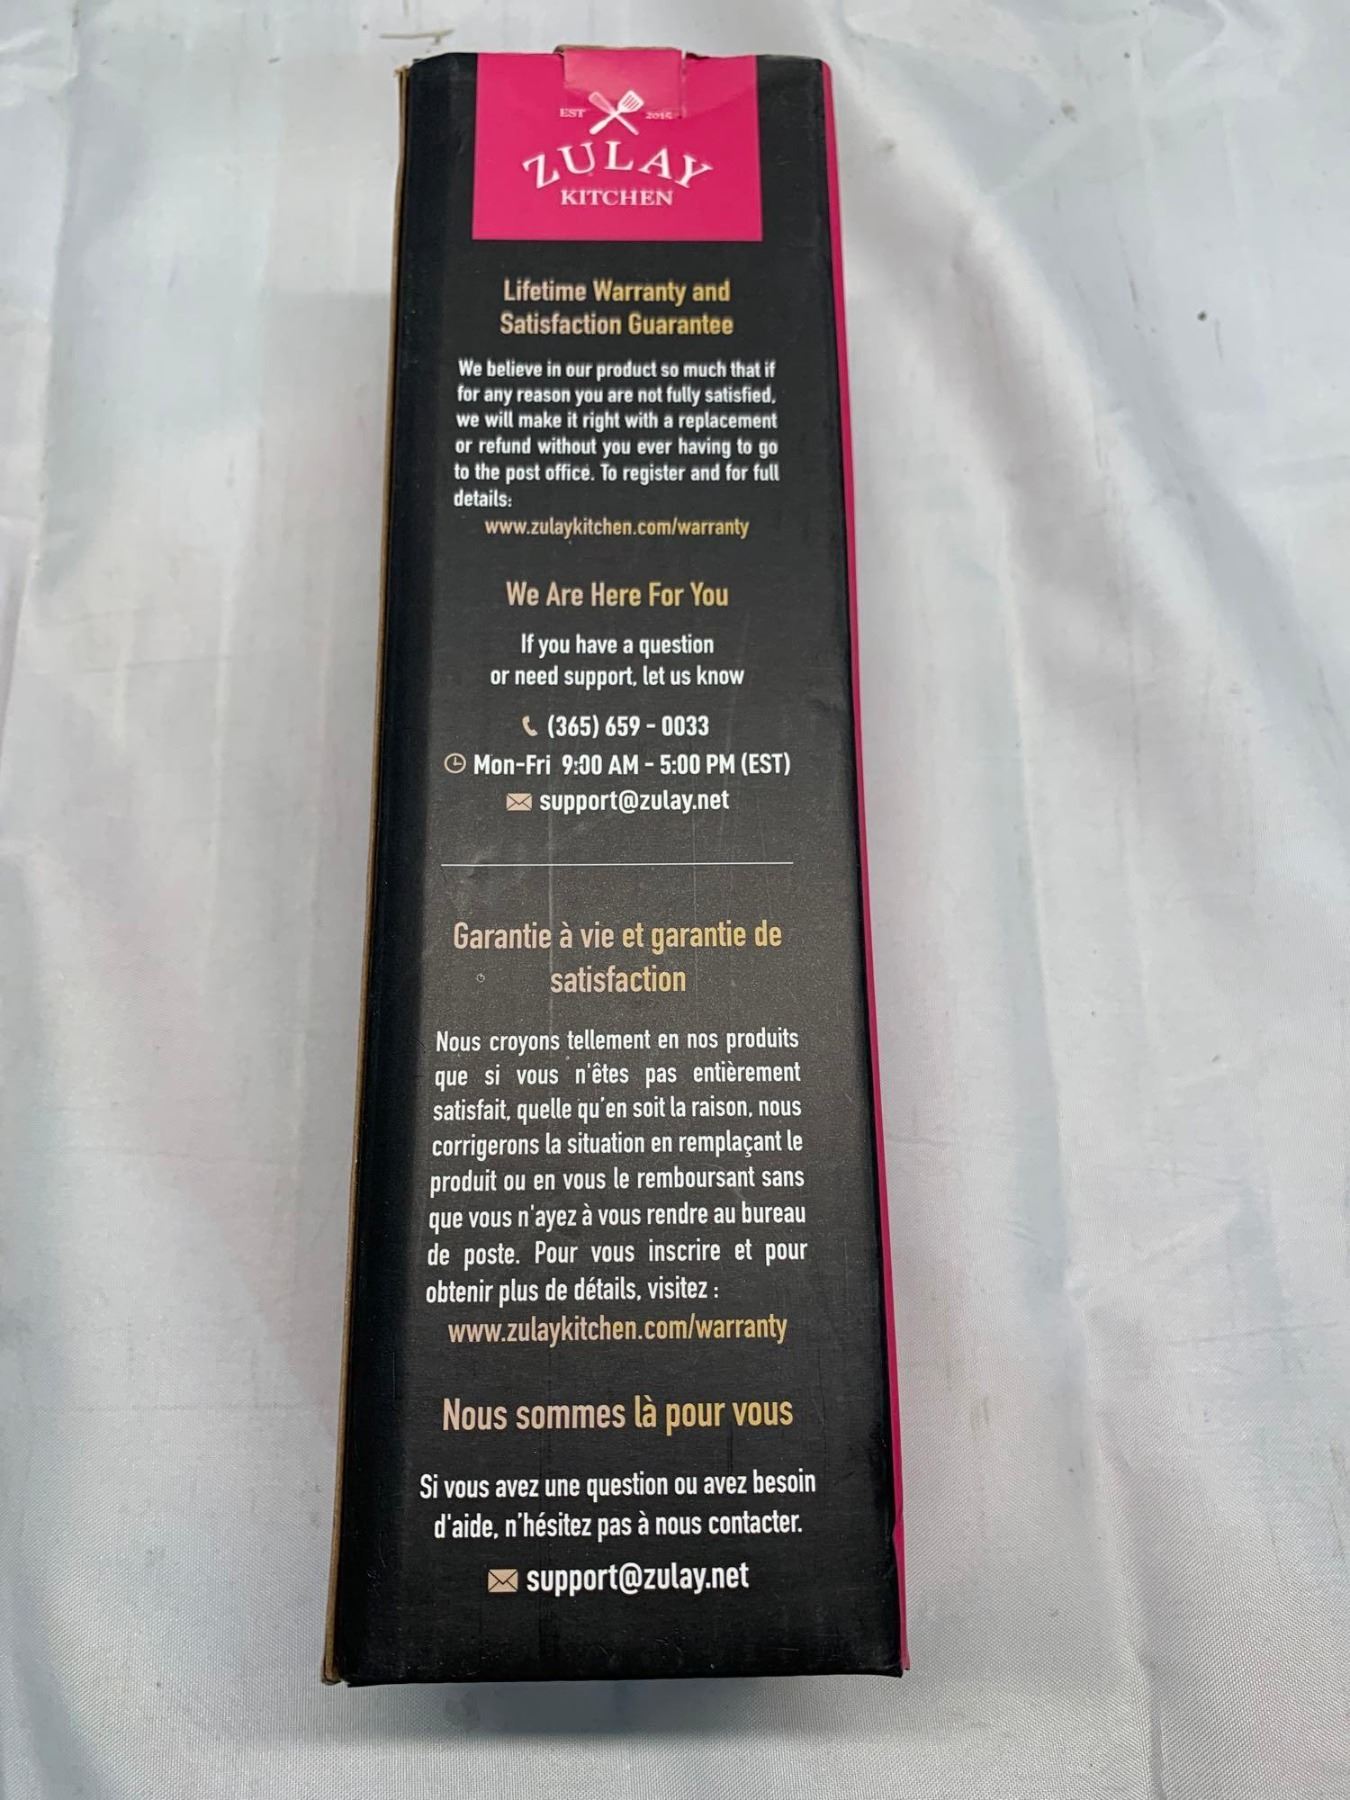 EST 2015
ZULAY
KITCHEN
Lifetime Warranty and
Satisfaction Guarantee
We believe in our product so much that if
for any reason you are not fully satisfied,
we will make it right with a replacement
or refund without you ever having to go
to the post office. To register and for full
details:
www.zulaykitchen.com/warranty
We Are Here For You
If you have a question
or need support, let us know
(365) 659 - 0033
Mon-Fri 9:00 AM - 5:00 PM (EST)
support@zulay.net
Garantie à vie et garantie de
satisfaction
Nous croyons tellement en nos produits
que si vous n'êtes pas entièrement
satisfait, quelle qu'en soit la raison, nous
corrigerons la situation en remplaçant le
produit ou en vous le remboursant sans
que vous n'ayez à vous rendre au bureau
de poste. Pour vous inscrire et pour
obtenir plus de détails, visitez :
www.zulaykitchen.com/warranty
Nous sommes là pour vous
Si vous avez une question ou avez besoin
d'aide, n'hésitez pas à nous contacter.
support@zulay.net